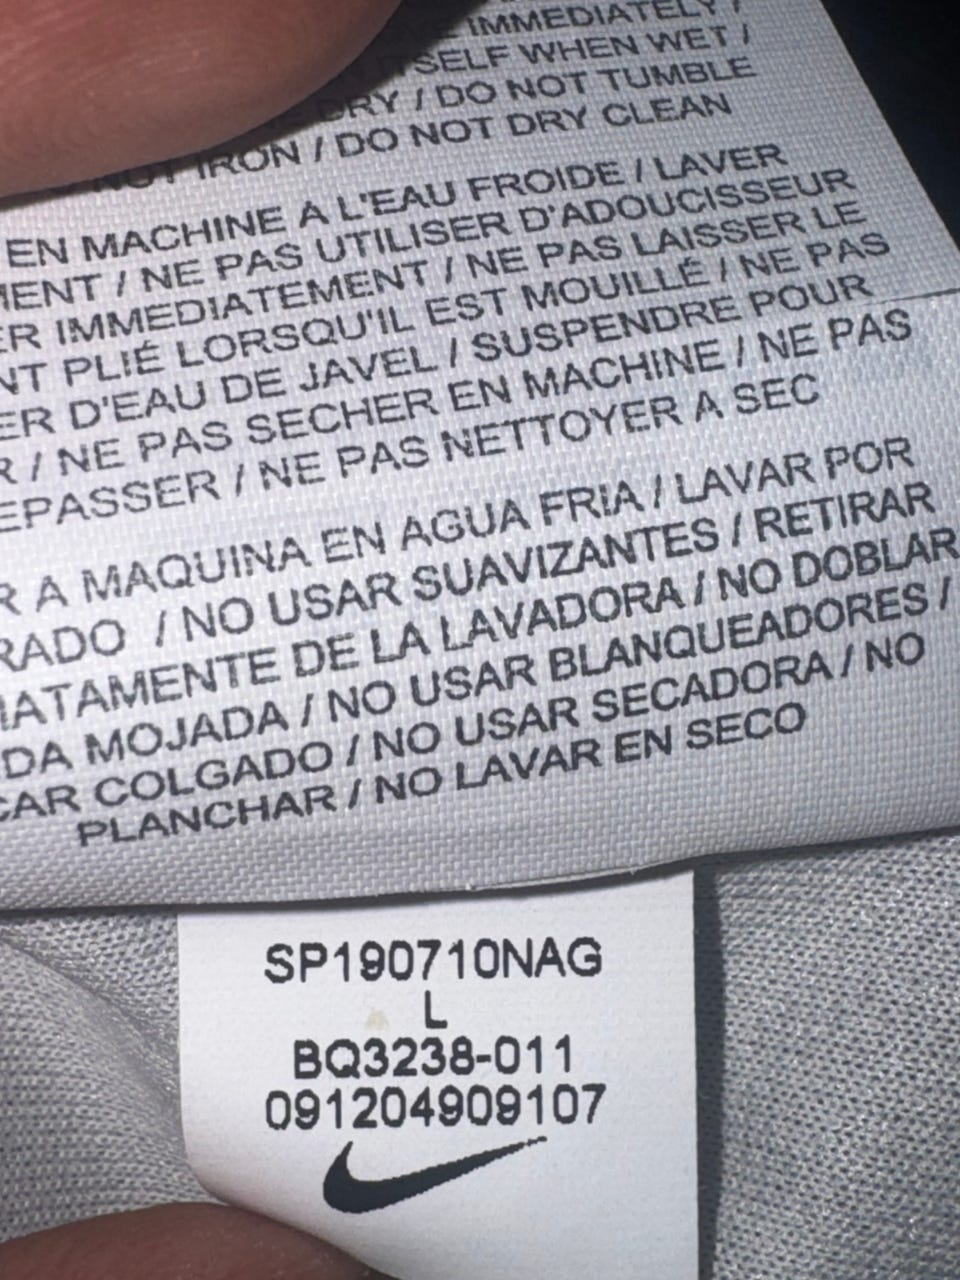 IMMEDIATELY /
ITSELF WHEN WET /
DRY / DO NOT TUMBLE
NOT IRON / DO NOT DRY CLEAN
EN MACHINE A L'EAU FROIDE / LAVER
MENT / NE PAS UTILISER D'ADOUCISSEUR
ER IMMEDIATEMENT / NE PAS LAISSER LE
NT PLIÉ LORSQU'IL EST MOUILLÉ / NE PAS
ER D'EAU DE JAVEL / SUSPENDRE POUR
R / NE PAS SECHER EN MACHINE / NE PAS
EPASSER / NE PAS NETTOYER A SEC
R A MAQUINA EN AGUA FRIA / LAVAR POR
RADO / NO USAR SUAVIZANTES / RETIRAR
IATAMENTE DE LA LAVADORA / NO DOBLAR
DA MOJADA / NO USAR BLANQUEADORES /
CAR COLGADO / NO USAR SECADORA / NO
PLANCHAR / NO LAVAR EN SECO
SP190710NAG
L
BQ3238-011
091204909107